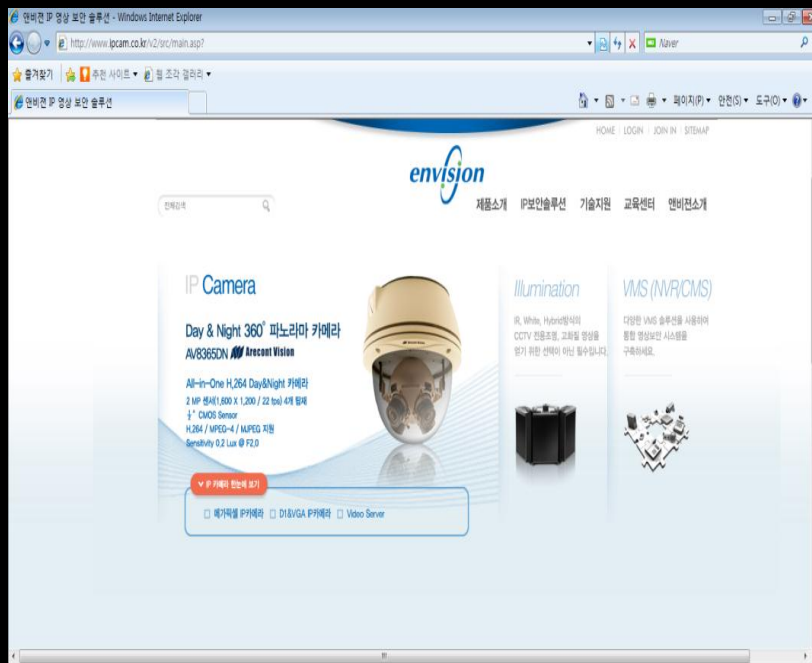 앤비젼 IP 영상 보안 솔루션 - Windows Internet Explorer
http://www.ipcam.co.kr/v2/src/main.asp?
Naver
즐겨찾기 추천 사이트 웹 조각 갤러리
앤비젼 IP 영상 보안 솔루션
페이지(P) 안전(S) 도구(O)
HOME | LOGIN | JOIN IN | SITEMAP
envision
전체검색
제품소개 IP보안솔루션 기술지원 교육센터 앤비젼소개
IP Camera
Day & Night 360° 파노라마 카메라
AV8365DN Arecont Vision
All-in-One H.264 Day&Night 카메라
2 MP 센서(1,600 X 1,200 / 22 fps) 4개 탑재
CMOS Sensor
H.264 / MPEG-4 / MJPEG 지원
Sensitivity 0.2 Lux @ F2.0
IP 카메라 한눈에 보기
메가픽셀 IP카메라 D1&VGA IP카메라 Video Server
Illumination
IR, White, Hybrid방식의
CCTV 전용조명, 고화질 영상을
얻기 위한 선택이 아닌 필수입니다.
VMS (NVR/CMS)
다양한 VMS 솔루션을 사용하여
통합 영상보안 시스템을
구축하세요.